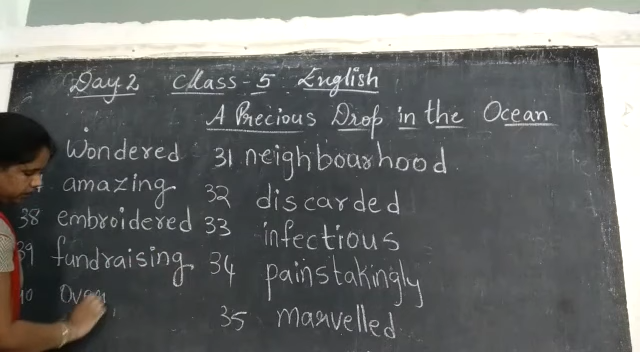 Day 2 Class-5 English
A Precious Drop in the Ocean
Wondered 31 neighbourhood
amazing 32 discarded
38 embroidered 33 infectious
39 fundraising 34 painstakingly
35 marvelled